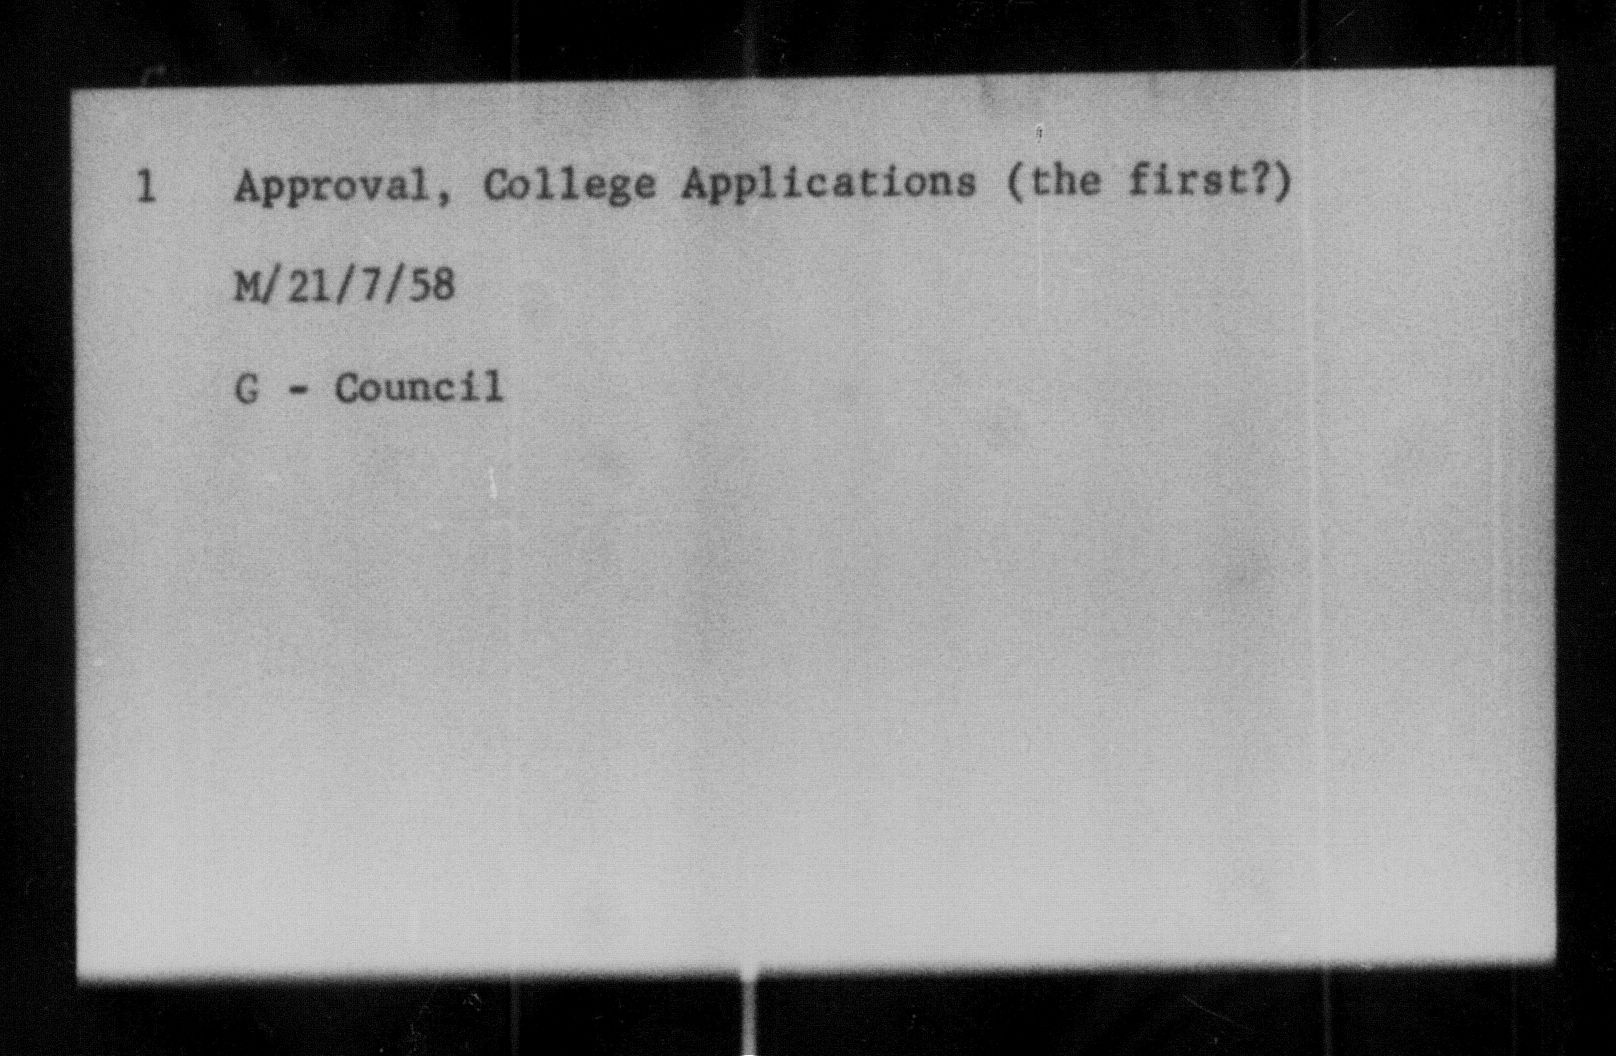 1 Approval, College Applications (the first?)
M/21/7/58
G - Council